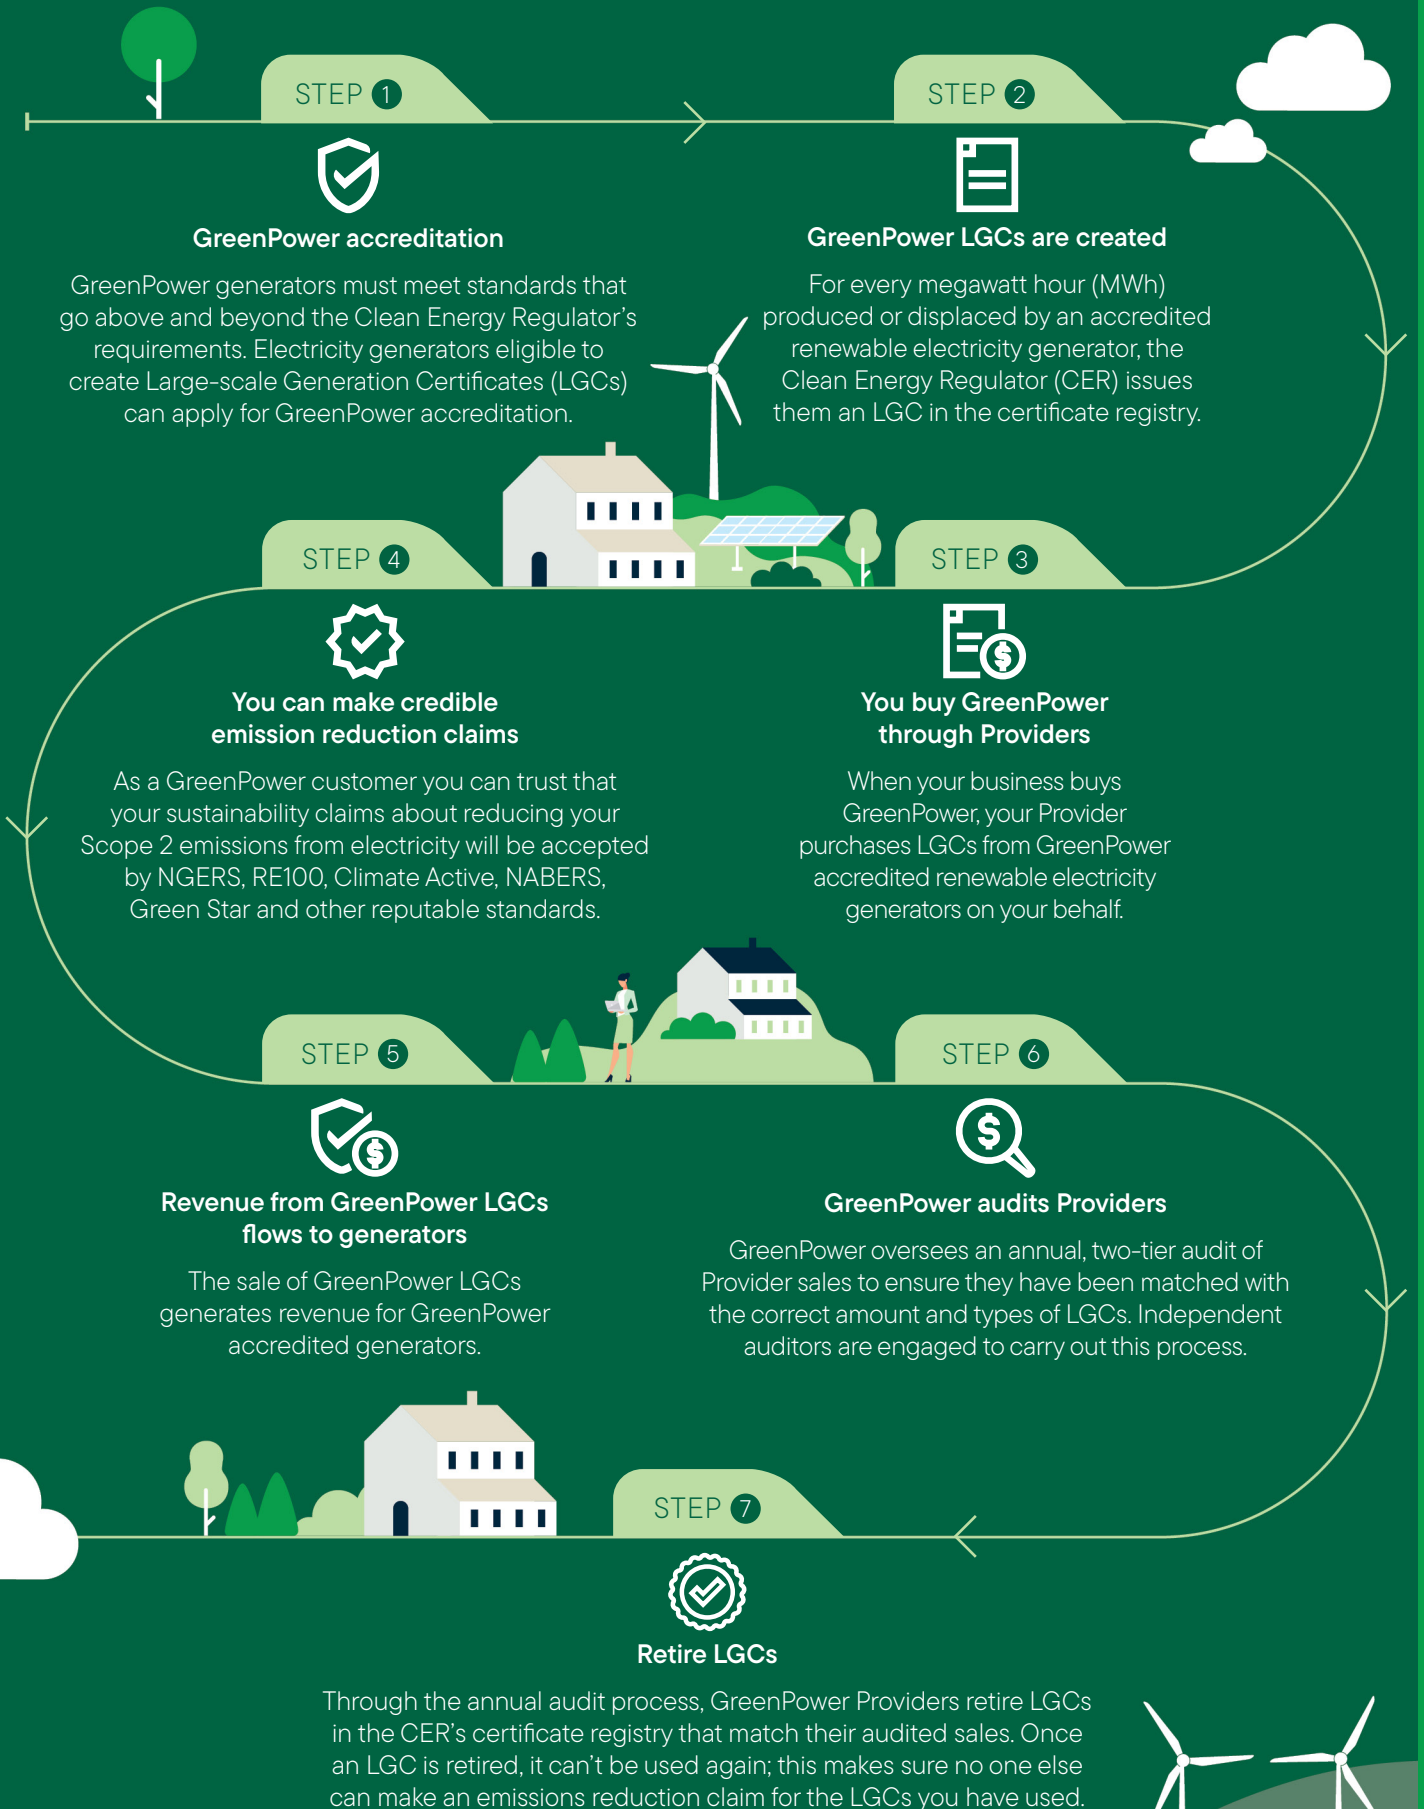 STEP 1
GreenPower accreditation
GreenPower generators must meet standards that
go above and beyond the Clean Energy Regulator's
requirements. Electricity generators eligible to
create Large-scale Generation Certificates (LGCs)
can apply for GreenPower accreditation.
STEP 2
GreenPower LGCs are created
For every megawatt hour (MWh)
produced or displaced by an accredited
renewable electricity generator, the
Clean Energy Regulator (CER) issues
them an LGC in the certificate registry.
STEP 3
You buy GreenPower
through Providers
When your business buys
GreenPower, your Provider
purchases LGCs from GreenPower
accredited renewable electricity
generators on your behalf.
STEP 4
You can make credible
emission reduction claims
As a GreenPower customer you can trust that
your sustainability claims about reducing your
Scope 2 emissions from electricity will be accepted
by NGERS, RE100, Climate Active, NABERS,
Green Star and other reputable standards.
STEP 5
Revenue from GreenPower LGCs
flows to generators
The sale of GreenPower LGCs
generates revenue for GreenPower
accredited generators.
STEP 6
GreenPower audits Providers
GreenPower oversees an annual, two-tier audit of
Provider sales to ensure they have been matched with
the correct amount and types of LGCs. Independent
auditors are engaged to carry out this process.
STEP 7
Retire LGCs
Through the annual audit process, GreenPower Providers retire LGCs
in the CER's certificate registry that match their audited sales. Once
an LGC is retired, it can't be used again; this makes sure no one else
can make an emissions reduction claim for the LGCs you have used.